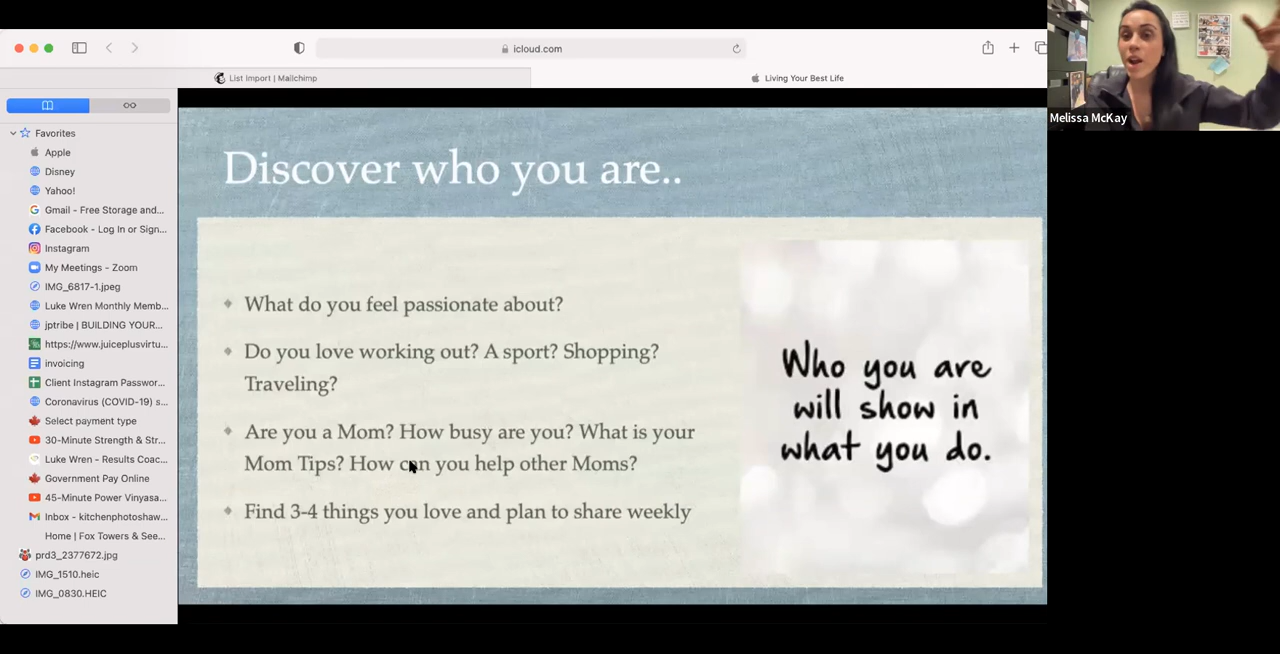 icloud.com
List Import | Mailchimp
Living Your Best Life
Melissa McKay
Favorites
Apple
Disney
Yahoo!
Gmail - Free Storage and...
Facebook - Log In or Sign...
Instagram
My Meetings - Zoom
IMG_6817-1.jpeg
Luke Wren Monthly Memb...
jptribe | BUILDING YOUR...
https://www.juiceplusvirtu...
invoicing
Client Instagram Passwor...
Coronavirus (COVID-19) s...
Select payment type
30-Minute Strength & Str...
Luke Wren - Results Coac...
Government Pay Online
45-Minute Power Vinyasa...
Inbox - kitchenphotoshaw...
Home | Fox Towers & See...
prd3_2377672.jpg
IMG_1510.heic
IMG_0830.HEIC
Discover who you are..
What do you feel passionate about?
Do you love working out? A sport? Shopping?
Traveling?
Are you a Mom? How busy are you? What is your
Mom Tips? How can you help other Moms?
Find 3-4 things you love and plan to share weekly
Who you are
will show in
what you do.